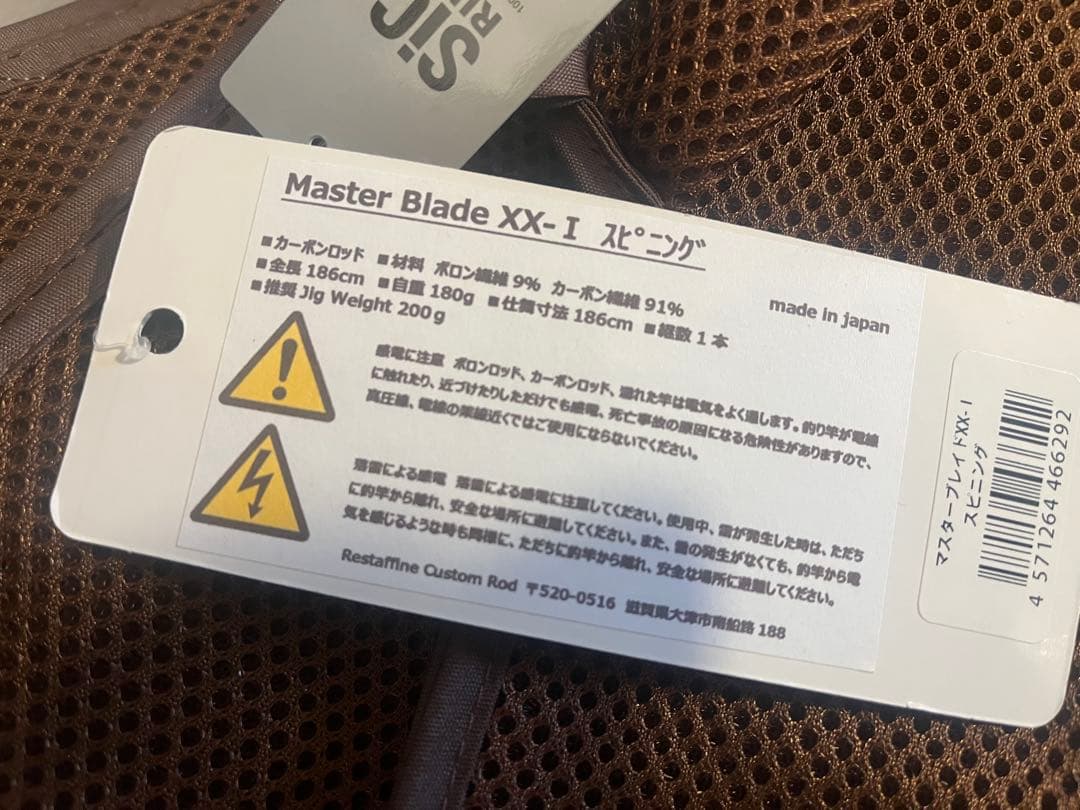 SiC
RI
100
Master Blade XX-Ⅰ ｽﾋﾟﾆﾝｸﾞ
■カーボンロッド ■材料 ボロン繊維 9% カーボン繊維 91%
■全長 186cm ■自重 180g ■仕舞寸法 186cm ■継数 1 本
■推奨 Jig Weight 200g
made in japan
感電に注意 ボロンロッド、カーボンロッド、濡れた竿は電気をよく通します。釣り竿が電線
に触れたり、近づけたりしただけでも感電、死亡事故の原因になる危険性がありますので、
高圧線、電線の架線近くではご使用にならないでください。
落雷による感電 落雷による感電に注意してください。使用中、雷が発生した時は、ただち
に釣竿から離れ、安全な場所に避難してください。また、雷の発生がなくても、釣竿から電
気を感じるような時も同様に、ただちに釣竿から離れ、安全な場所に避難してください。
Restaffine Custom Rod 〒520-0516 滋賀県大津市南船路 188
マスターブレイドXX-Ⅰ
スピニング
4 571264 466292